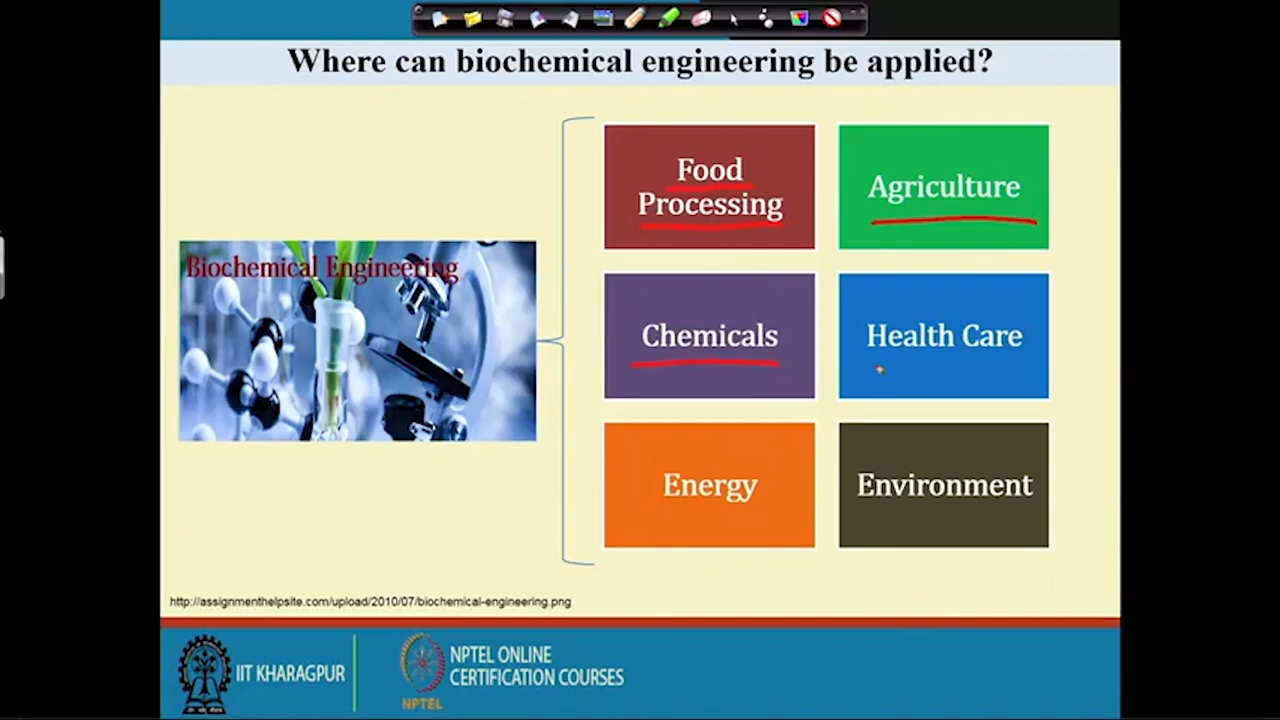 Where can biochemical engineering be applied?
Biochemical Engineering
Food
Processing
Agriculture
Chemicals
Health Care
Energy
Environment
http://assignmenthelpsite.com/upload/2010/07/biochemical-engineering.png
IIT KHARAGPUR
NPTEL
NPTEL ONLINE
CERTIFICATION COURSES